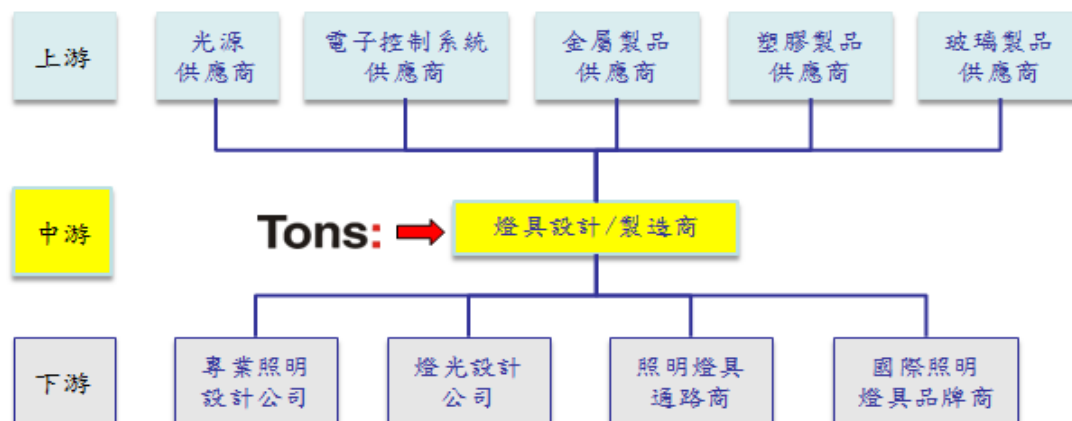 上游
光源
供應商
電子控制系統
供應商
金屬製品
供應商
塑膠製品
供應商
玻璃製品
供應商
中游
Tons:
燈具設計/製造商
下游
專業照明
設計公司
燈光設計
公司
照明燈具
通路商
國際照明
燈具品牌商